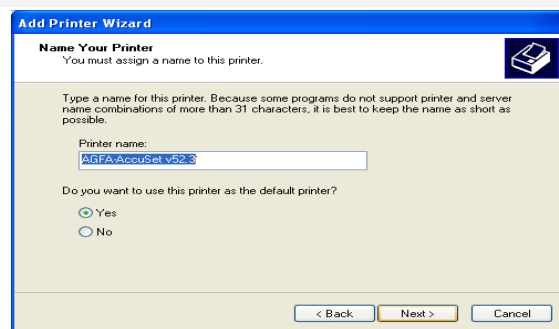 Add Printer Wizard
Name Your Printer
You must assign a name to this printer.
Type a name for this printer. Because some programs do not support printer and server
name combinations of more than 31 characters, it is best to keep the name as short as
possible.
Printer name:
AGFA-AccuSet v52.3
Do you want to use this printer as the default printer?
Yes
No
< Back
Next >
Cancel